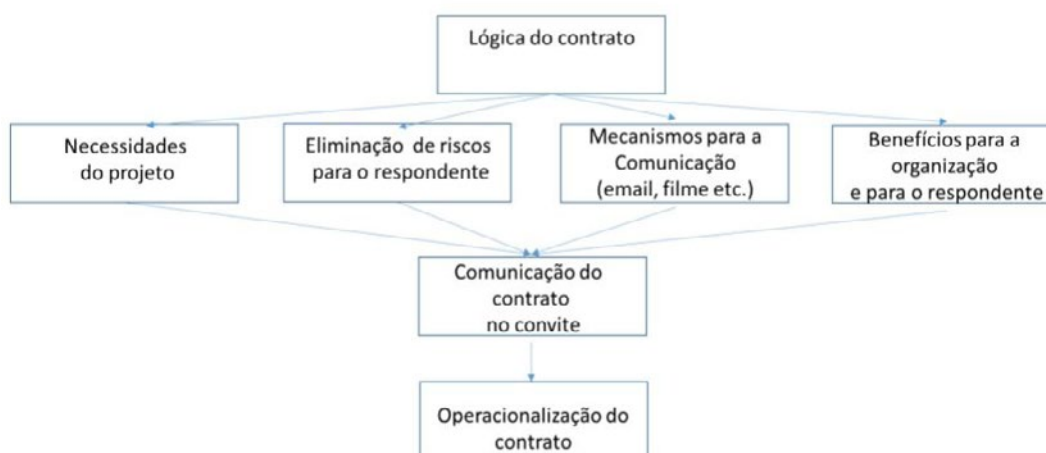 Lógica do contrato
Necessidades
do projeto
Eliminação de riscos
para o respondente
Mecanismos para a
Comunicação
(email, filme etc.)
Benefícios para a
organização
e para o respondente
Comunicação do
contrato
no convite
Operacionalização do
contrato